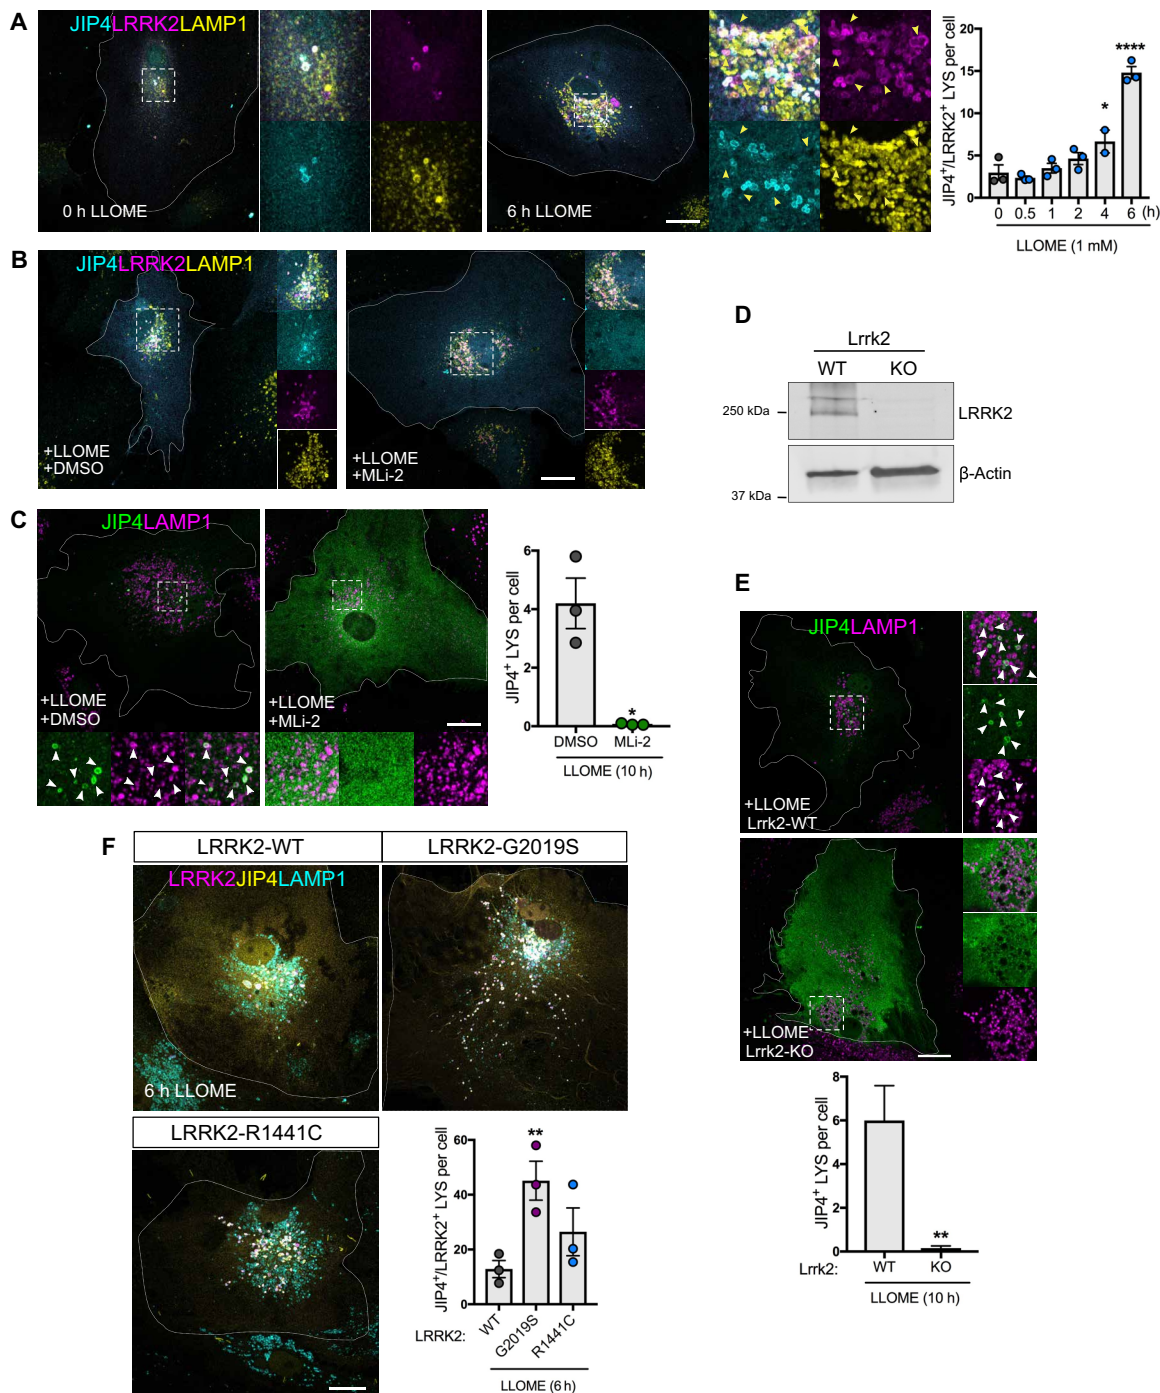 A
JIP4LRRK2LAMP1
0 h LLOME
6 h LLOME
JIP4⁺/LRRK2⁺ LYS per cell
20
15
10
5
0
****
*
0 0.5 1 2 4 6 (h)
LLOME (1 mM)
B
JIP4LRRK2LAMP1
+LLOME
+DMSO
+LLOME
+MLi-2
C
JIP4LAMP1
+LLOME
+DMSO
+LLOME
+MLi-2
JIP4⁺ LYS per cell
6
4
2
0
*
DMSO MLi-2
LLOME (10 h)
D
Lrrk2
WT KO
250 kDa
LRRK2
β-Actin
37 kDa
E
JIP4LAMP1
+LLOME
Lrrk2-WT
+LLOME
Lrrk2-KO
JIP4⁺ LYS per cell
8
6
4
2
0
**
Lrrk2: WT KO
LLOME (10 h)
F
LRRK2-WT
LRRK2-G2019S
LRRK2JIP4LAMP1
6 h LLOME
LRRK2-R1441C
JIP4⁺/LRRK2⁺ LYS per cell
60
40
20
0
**
LRRK2: WT G2019S R1441C
LLOME (6 h)